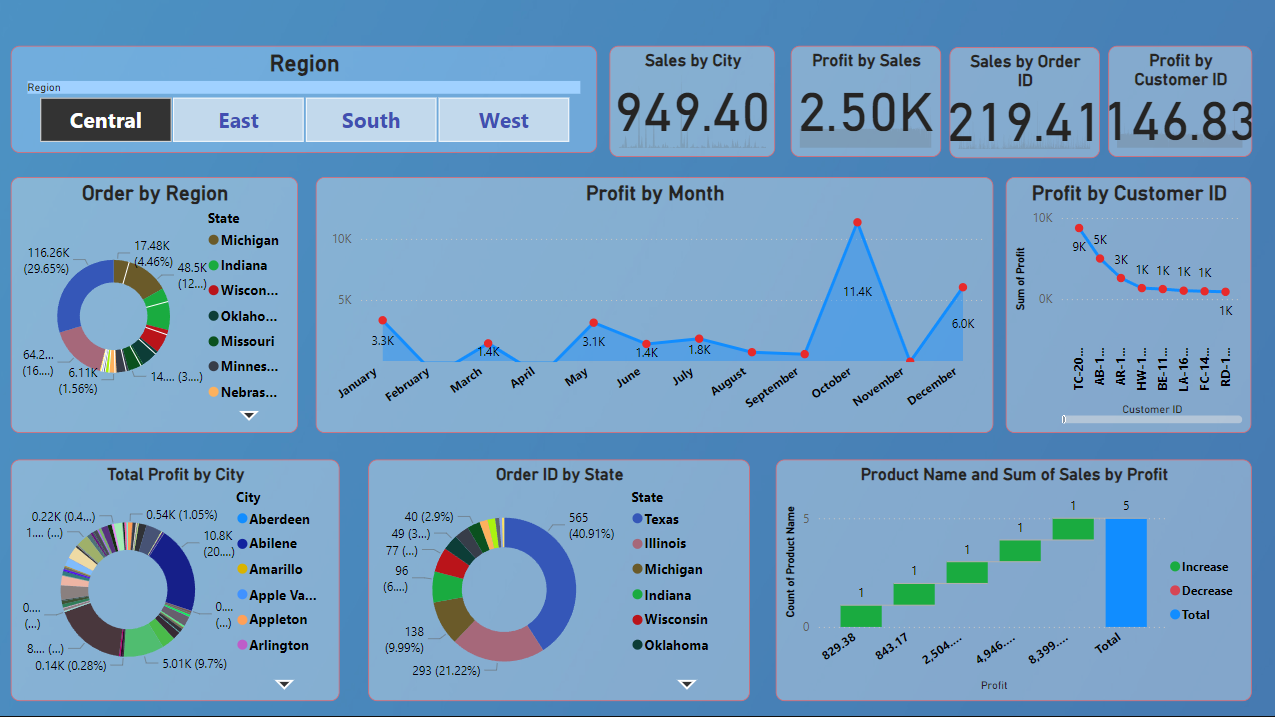 Region
Region
Central
East
South
West
Sales by City
949.40
Profit by Sales
2.50K
Sales by Order
ID
219.41
Profit by
Customer ID
146.83
Order by Region
116.26K
(29.65%)
17.48K
(4.46%)
48.5K
(12...)
64.2...
(16....)
6.11K
(1.56%)
14.... (3....)
State
Michigan
Indiana
Wiscon...
Oklaho...
Missouri
Minnes...
Nebras...
Profit by Month
10K
5K
3.3K
1.4K
3.1K
1.4K
1.8K
11.4K
6.0K
January
February
March
April
May
June
July
August
September
October
November
December
Profit by Customer ID
Sum of Profit
10K
0K
9K
5K
3K
1K
1K
1K
1K
1K
TC-20...
AB-1...
AR-1...
HW-1...
BE-11...
LA-16...
FC-14...
RD-1...
Customer ID
Total Profit by City
0.22K (0.4...)
1.... (...)
0.54K (1.05%)
10.8K
(20....)
0....
(...)
0....
(...)
8.... (...)
0.14K (0.28%)
5.01K (9.7%)
City
Aberdeen
Abilene
Amarillo
Apple Va...
Appleton
Arlington
Order ID by State
40 (2.9%)
49 (3...)
77 (...)
96
(6....)
138
(9.99%)
293 (21.22%)
565
(40.91%)
State
Texas
Illinois
Michigan
Indiana
Wisconsin
Oklahoma
Product Name and Sum of Sales by Profit
Count of Product Name
5
0
1
1
1
1
1
5
829.38
843.17
2,504....
4,946....
8,399....
Total
Profit
Increase
Decrease
Total